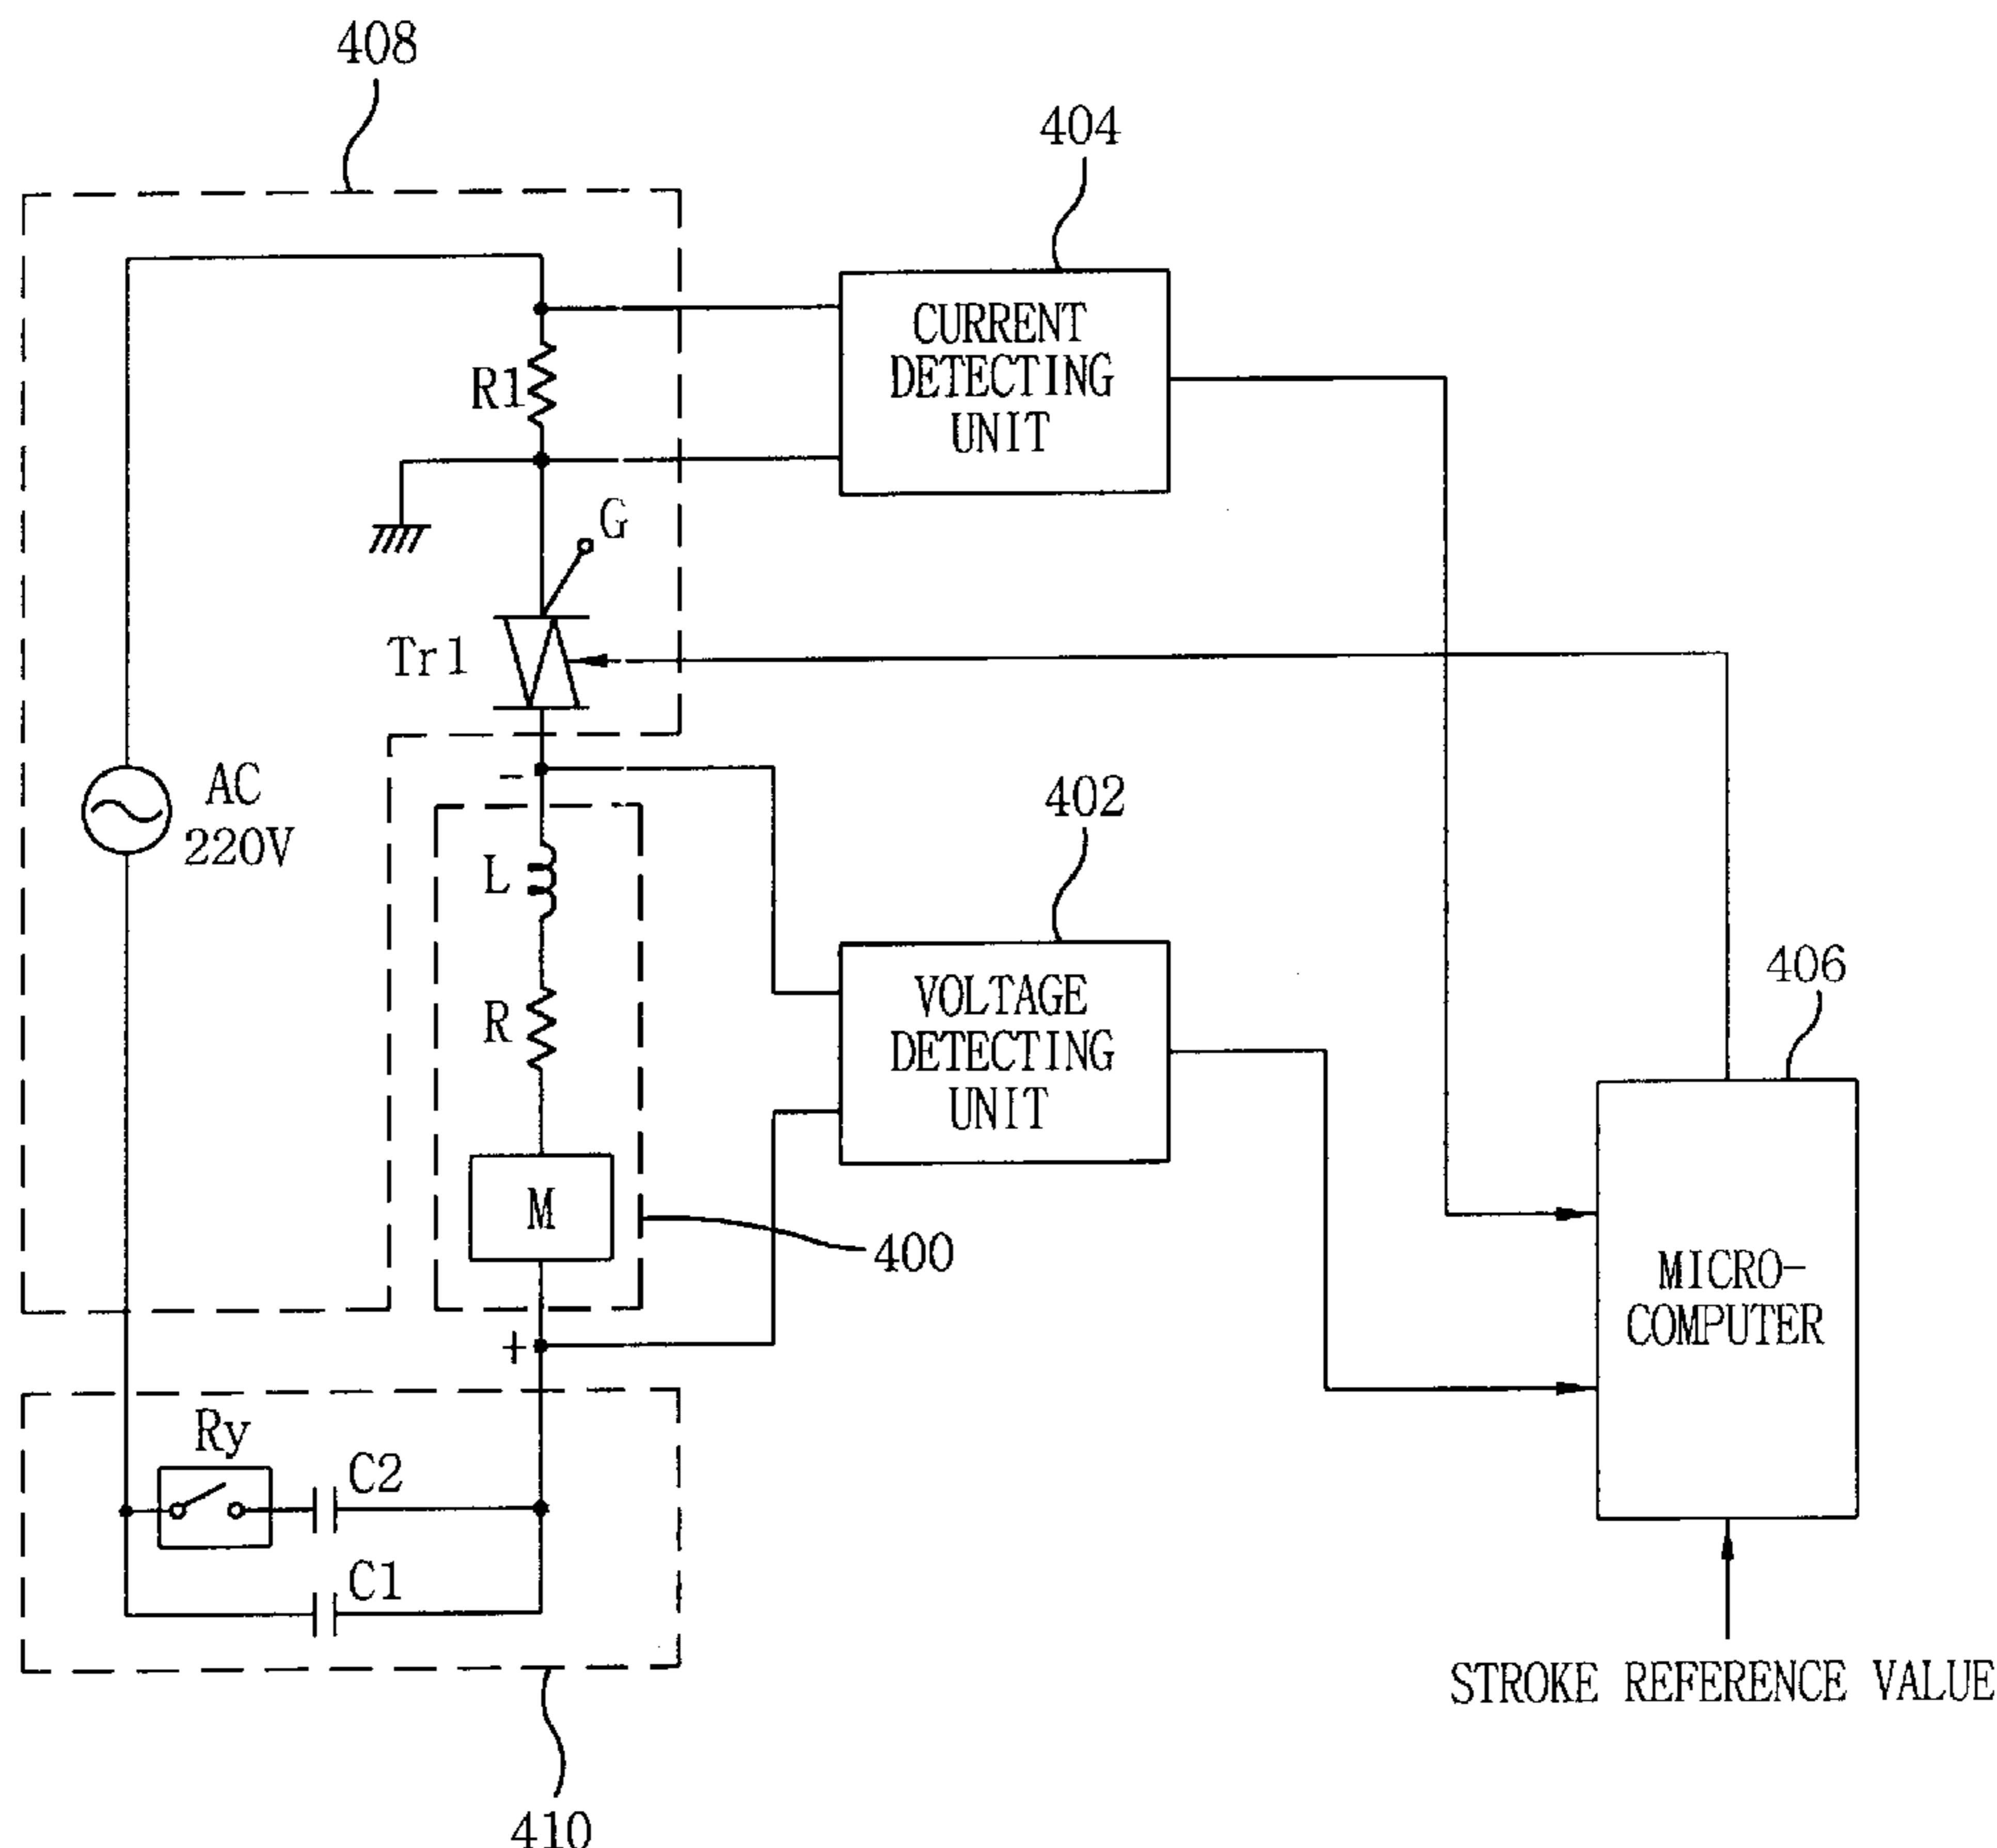 408
404
CURRENT
DETECTING
UNIT
R1
G
Tr1
-
AC
220V
402
L
VOLTAGE
DETECTING
UNIT
R
406
M
400
MICRO-
COMPUTER
+
Ry
C2
C1
STROKE REFERENCE VALUE
410